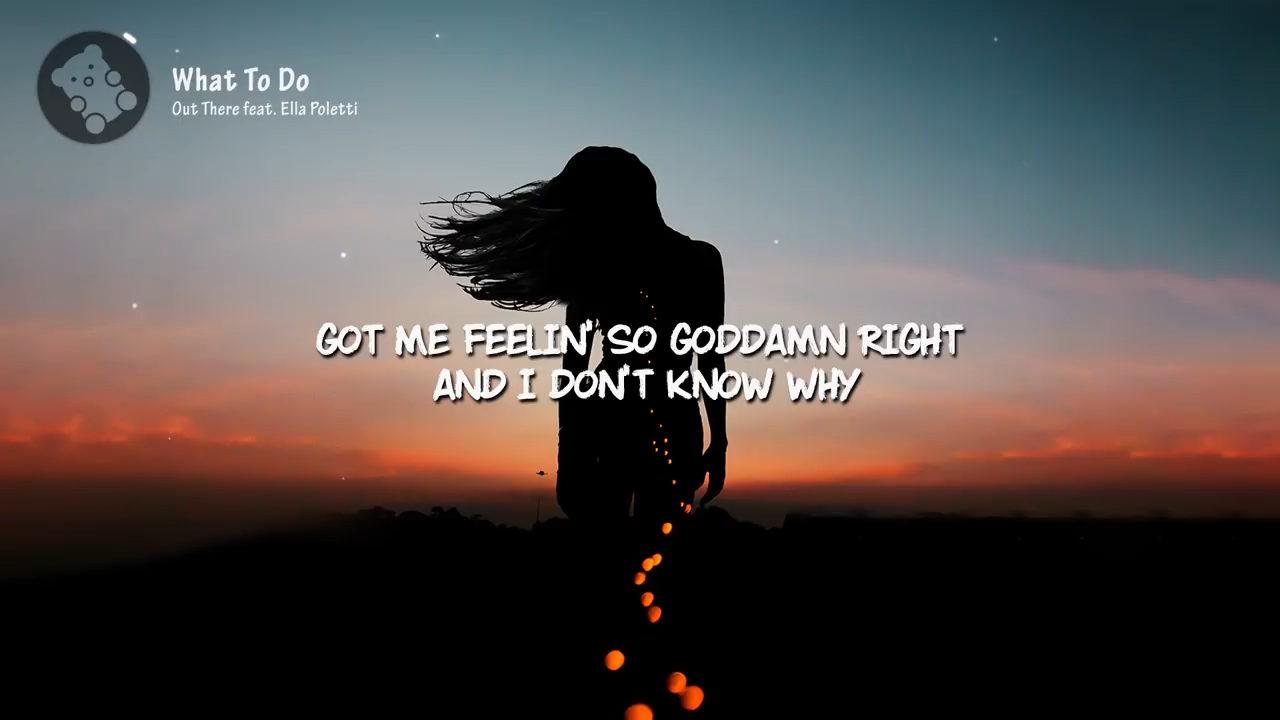 What To Do
Out There feat. Ella Poletti
GOT ME FEELIN' SO GODDAMN RIGHT
AND I DON'T KNOW WHY